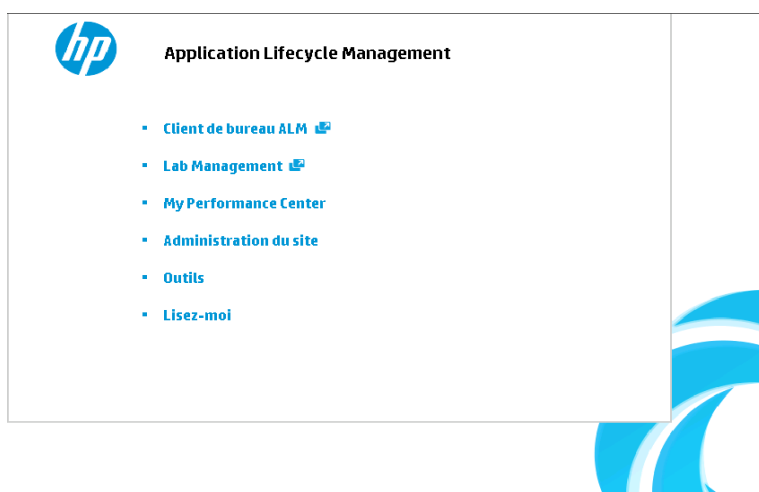 hp
Application Lifecycle Management
Client de bureau ALM
Lab Management
My Performance Center
Administration du site
Outils
Lisez-moi